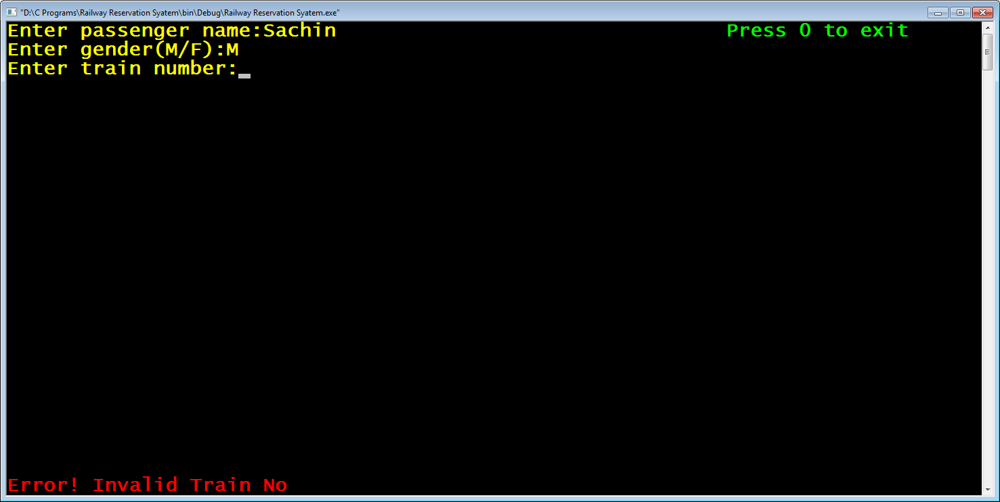 "D:\C Programs\Railway Reservation Syatem\bin\Debug\Railway Reservation Syatem.exe"
Enter passenger name:Sachin Press 0 to exit
Enter gender(M/F):M
Enter train number:_
Error! Invalid Train No